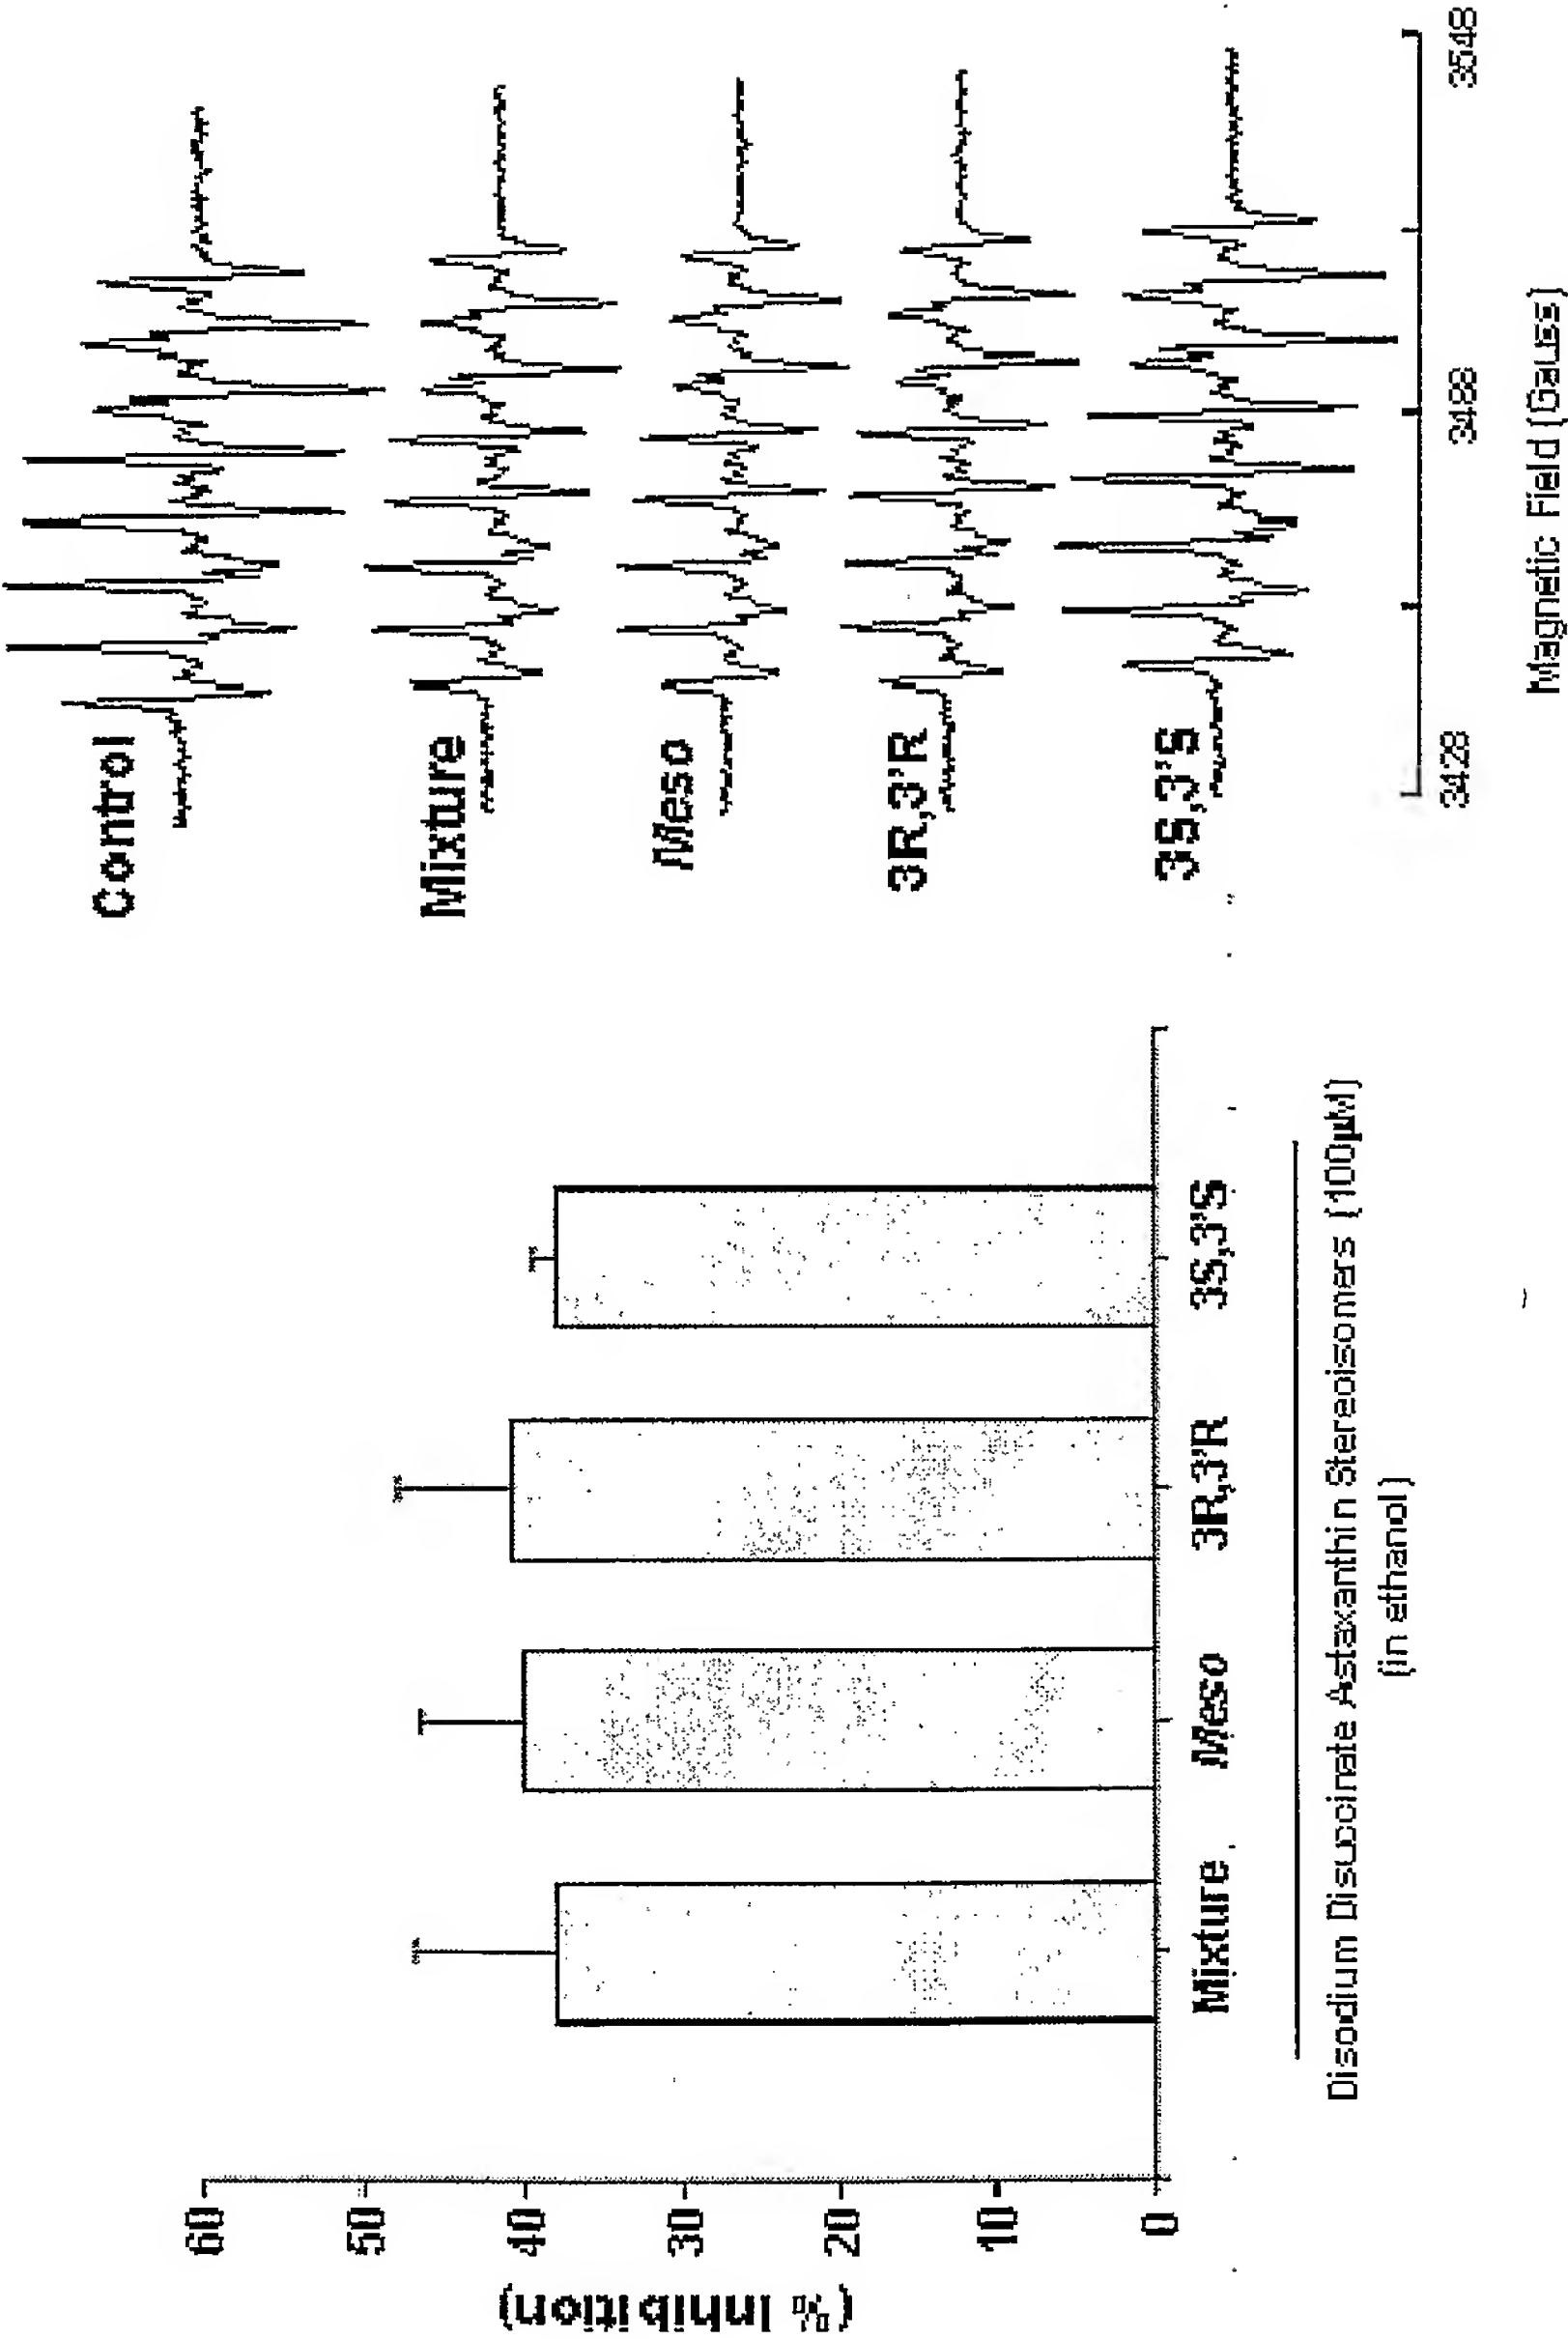 (% Inhibition)
60
50
40
30
20
10
0
Mixture
Meso
3R,3'R
3S,3'S
Disodium Disuccinate Astaxanthin Stereoisomers (100µM)
(in ethanol)
Control
Mixture
Meso
3R,3'R
3S,3'S
3428
3488
3548
Magnetic Field (Gauss)